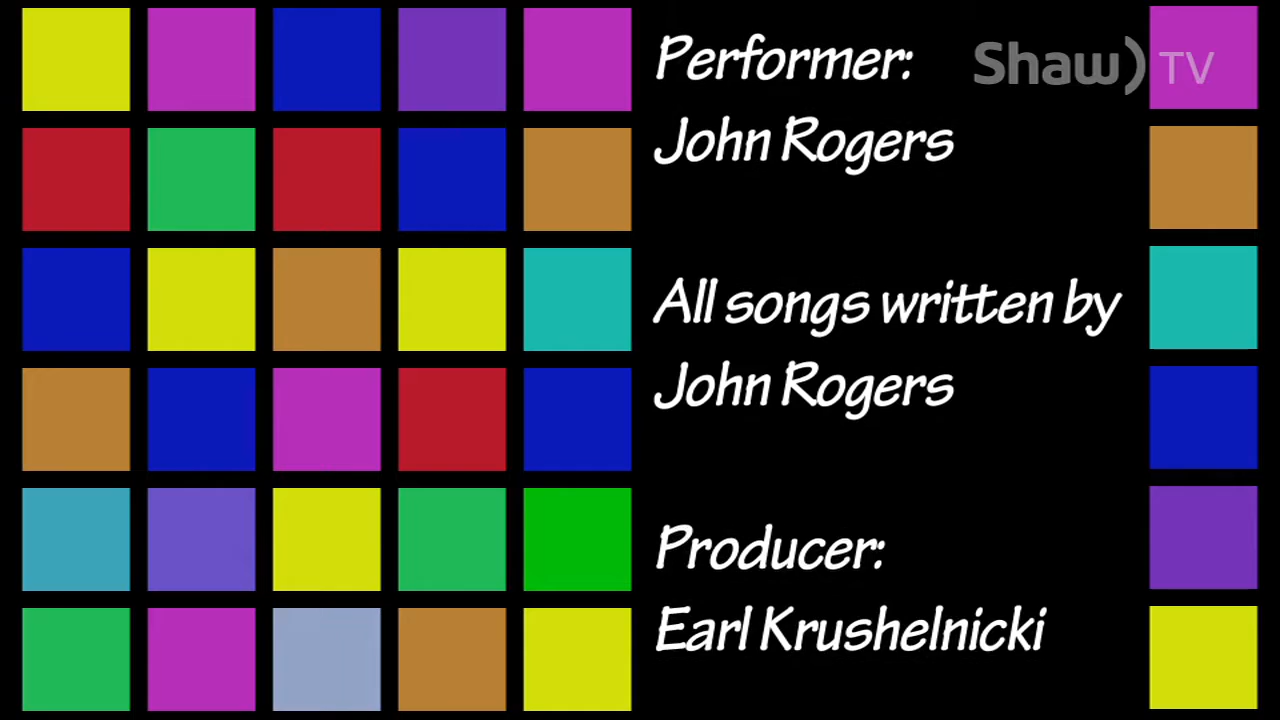 Performer:
Shaw) TV
John Rogers
All songs written by
John Rogers
Producer:
Earl Krushelnicki